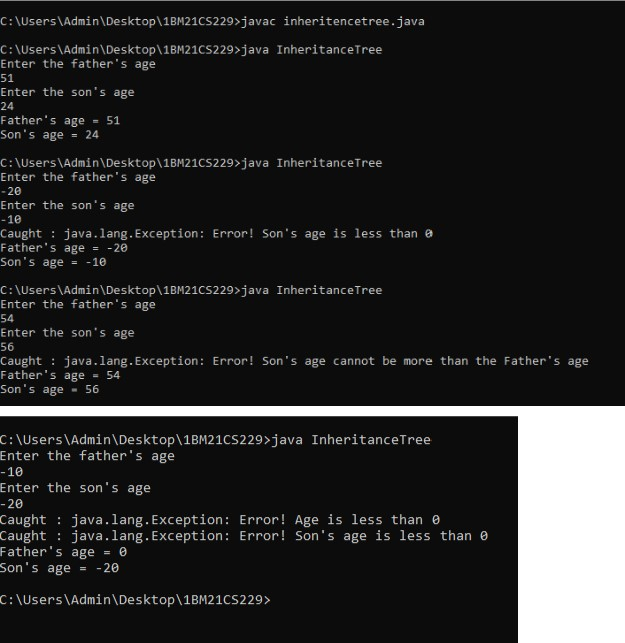 C:\Users\Admin\Desktop\1BM21CS229>javac inheritencetree.java
C:\Users\Admin\Desktop\1BM21CS229>java InheritanceTree
Enter the father's age
51
Enter the son's age
24
Father's age = 51
Son's age = 24
C:\Users\Admin\Desktop\1BM21CS229>java InheritanceTree
Enter the father's age
-20
Enter the son's age
-10
Caught : java.lang.Exception: Error! Son's age is less than 0
Father's age = -20
Son's age = -10
C:\Users\Admin\Desktop\1BM21CS229>java InheritanceTree
Enter the father's age
54
Enter the son's age
56
Caught : java.lang.Exception: Error! Son's age cannot be more than the Father's age
Father's age = 54
Son's age = 56
C:\Users\Admin\Desktop\1BM21CS229>java InheritanceTree
Enter the father's age
-10
Enter the son's age
-20
Caught : java.lang.Exception: Error! Age is less than 0
Caught : java.lang.Exception: Error! Son's age is less than 0
Father's age = 0
Son's age = -20
C:\Users\Admin\Desktop\1BM21CS229>